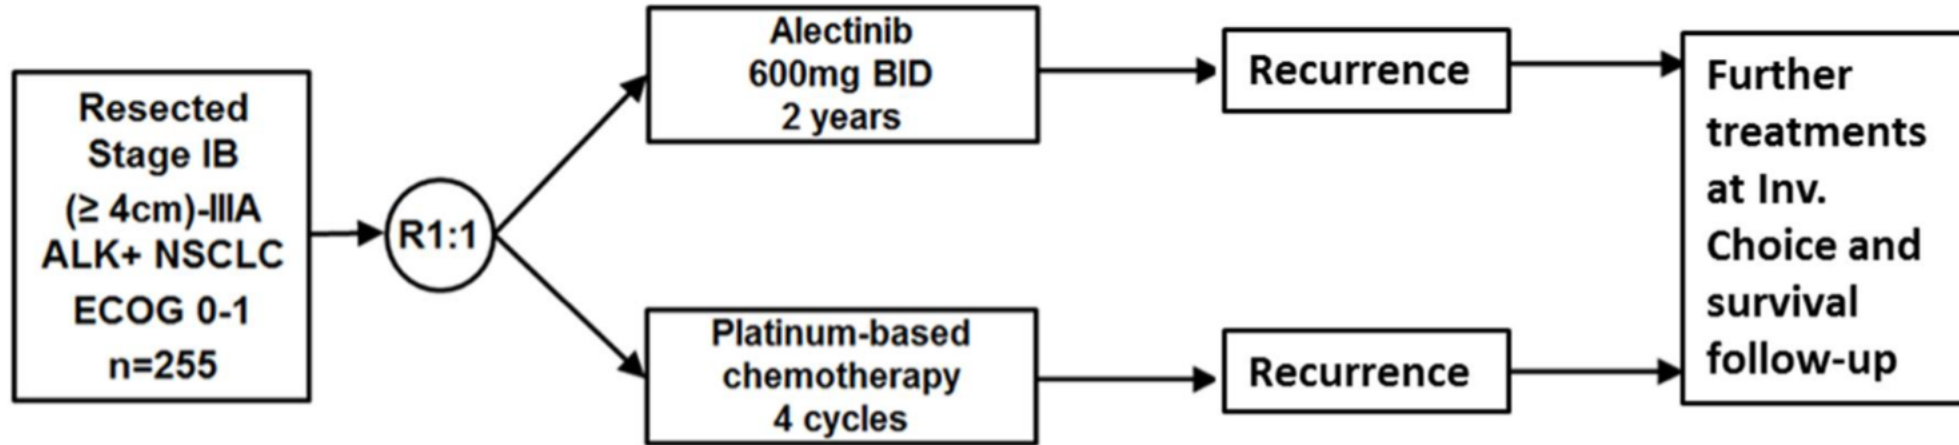 Resected
Stage IB
(≥ 4cm)-IIIA
ALK+ NSCLC
ECOG 0-1
n=255
R1:1
Alectinib
600mg BID
2 years
Recurrence
Platinum-based
chemotherapy
4 cycles
Recurrence
Further
treatments
at Inv.
Choice and
survival
follow-up